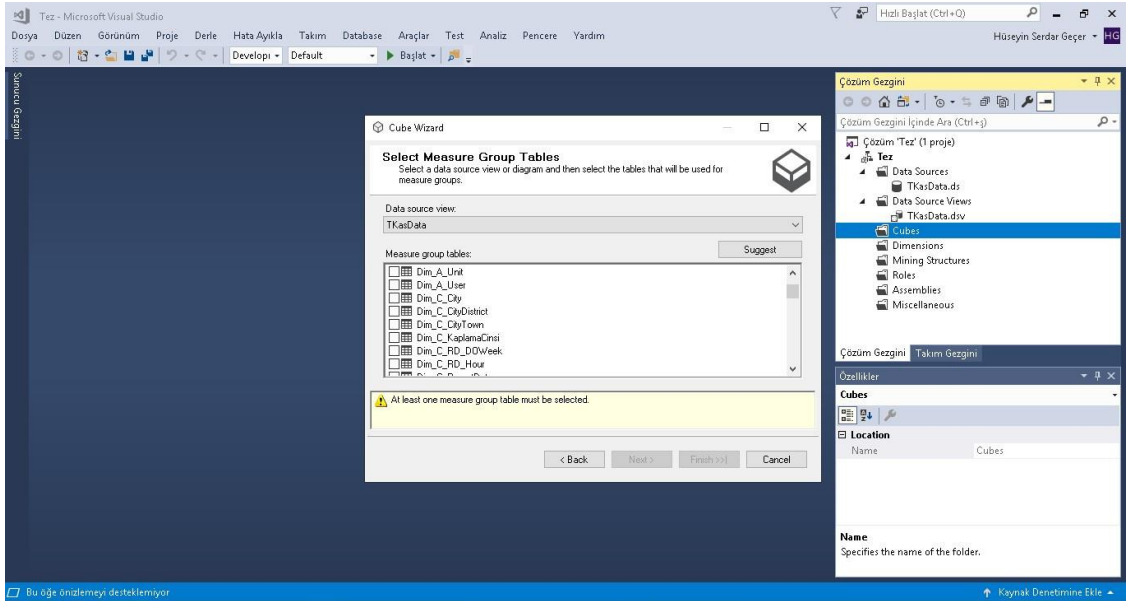 Tez - Microsoft Visual Studio
Hızlı Başlat (Ctrl+Q)
Dosya Düzen Görünüm Proje Derle Hata Ayıkla Takım Database Araçlar Test Analiz Pencere Yardım
Hüseyin Serdar Geçer HG
Developı Default Başlat
Sunucu Gezgini
Cube Wizard
Select Measure Group Tables
Select a data source view or diagram and then select the tables that will be used for
measure groups.
Data source view:
TKasData
Suggest
Measure group tables:
Dim_A_Unit
Dim_A_User
Dim_C_City
Dim_C_CityDistrict
Dim_C_CityTown
Dim_C_KaplamaCinsi
Dim_C_RD_DOWeek
Dim_C_RD_Hour
At least one measure group table must be selected.
< Back Next > Finish >>| Cancel
Çözüm Gezgini
Çözüm Gezgini İçinde Ara (Ctrl+ş)
Çözüm 'Tez' (1 proje)
Tez
Data Sources
TKasData.ds
Data Source Views
TKasData.dsv
Cubes
Dimensions
Mining Structures
Roles
Assemblies
Miscellaneous
Çözüm Gezgini Takım Gezgini
Özellikler
Cubes
Location
Name Cubes
Name
Specifies the name of the folder.
Bu öğe önizlemeyi desteklemiyor
Kaynak Denetimine Ekle